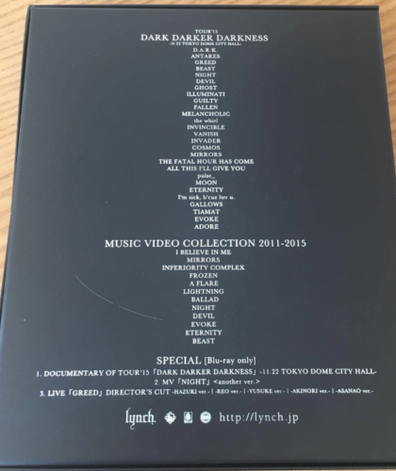 TOUR'15
DARK DARKER DARKNESS
-11.22 TOKYO DOME CITY HALL-
D.A.R.K.
ANTARES
GREED
BEAST
NIGHT
DEVIL
GHOST
ILLUMINATI
GUILTY
FALLEN
MELANCHOLIC
the whirl
INVINCIBLE
VANISH
INVADER
COSMOS
MIRRORS
THE FATAL HOUR HAS COME
ALL THIS I'LL GIVE YOU
pulse_
MOON
ETERNITY
I'm sick, b'cuz luv u.
GALLOWS
TIAMAT
EVOKE
ADORE
MUSIC VIDEO COLLECTION 2011-2015
I BELIEVE IN ME
MIRRORS
INFERIORITY COMPLEX
FROZEN
A FLARE
LIGHTNING
BALLAD
NIGHT
DEVIL
EVOKE
ETERNITY
BEAST
SPECIAL [Blu-ray only]
1. DOCUMENTARY OF TOUR'15「DARK DARKER DARKNESS」-11.22 TOKYO DOME CITY HALL-
2. MV「NIGHT」<another ver.>
3. LIVE「GREED」DIRECTOR'S CUT -HAZUKI ver.- | -REO ver.- | -YUSUKE ver.- | -AKINORI ver.- | -ASANAO ver.-
lynch. http://lynch.jp